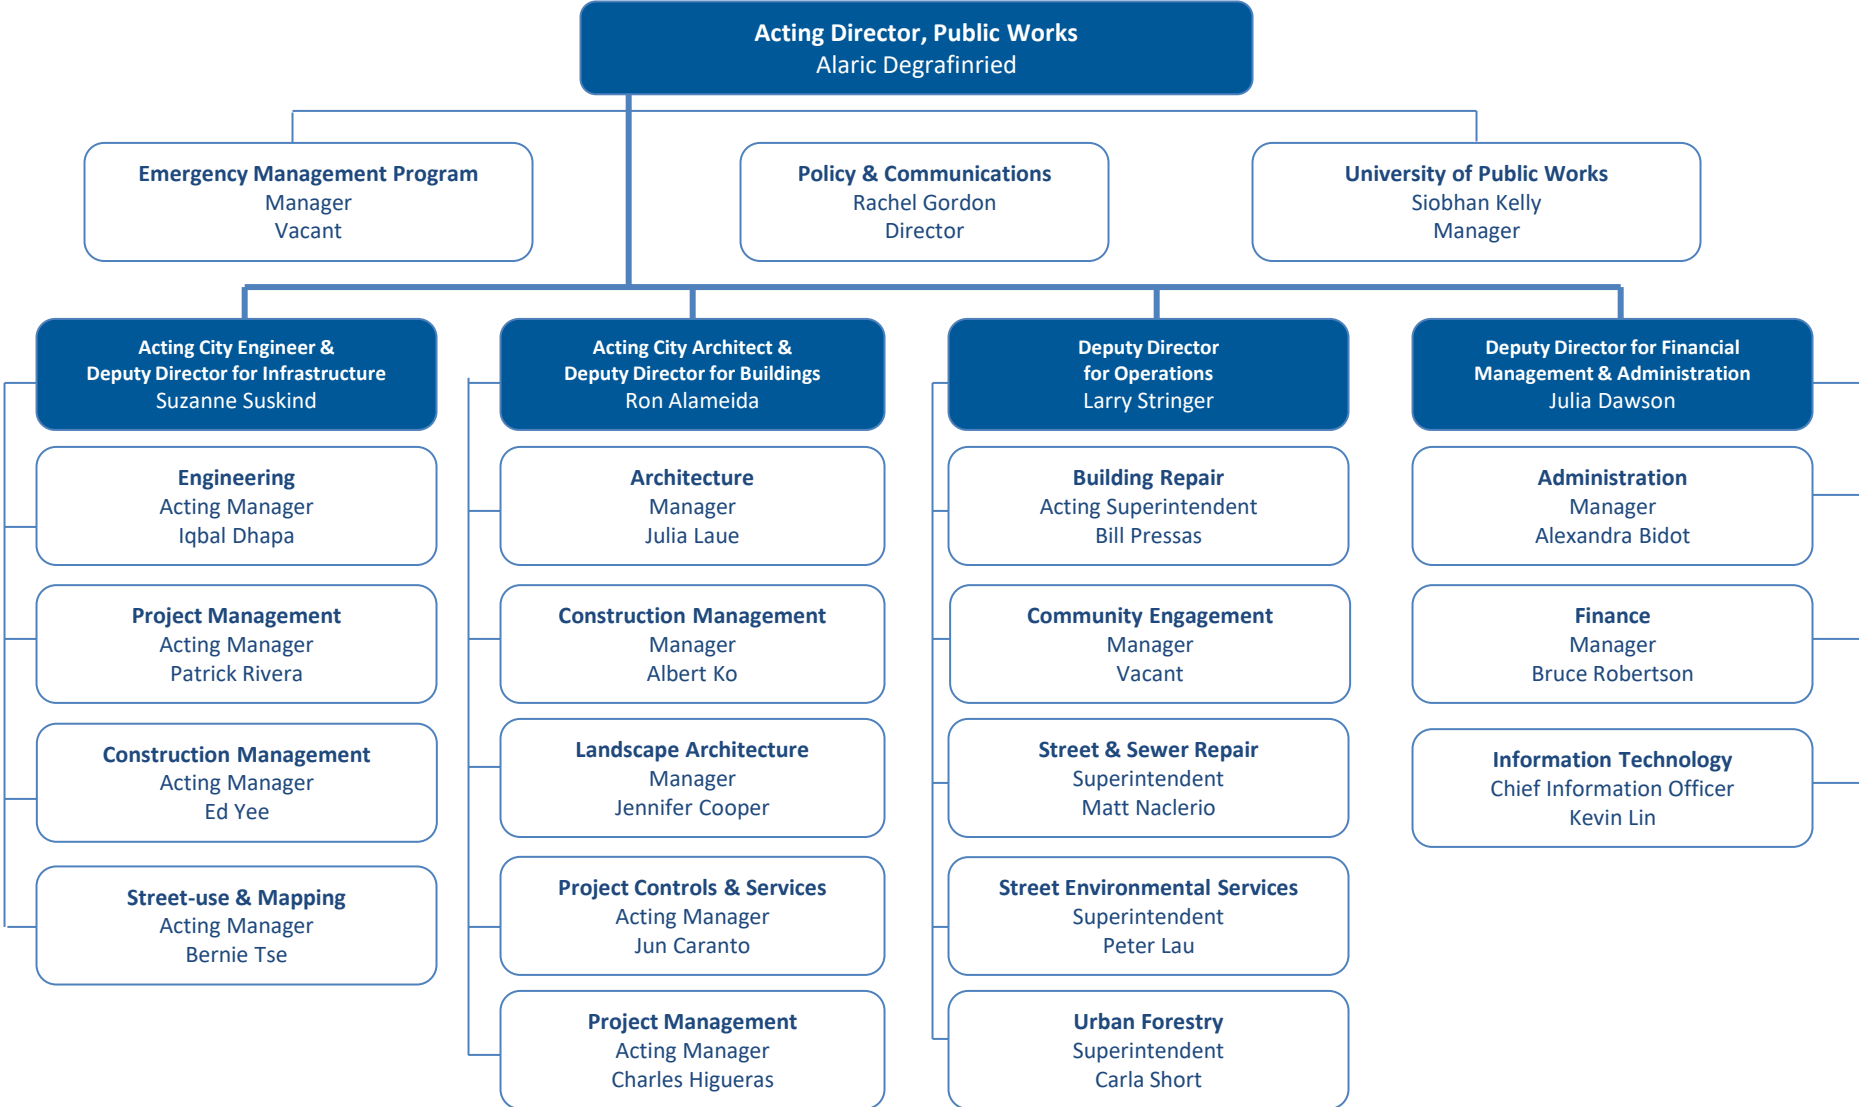 Acting Director, Public Works
Alaric Degrafinried
Emergency Management Program
Manager
Vacant
Policy & Communications
Rachel Gordon
Director
University of Public Works
Siobhan Kelly
Manager
Acting City Engineer &
Deputy Director for Infrastructure
Suzanne Suskind
Engineering
Acting Manager
Iqbal Dhapa
Project Management
Acting Manager
Patrick Rivera
Construction Management
Acting Manager
Ed Yee
Street-use & Mapping
Acting Manager
Bernie Tse
Acting City Architect &
Deputy Director for Buildings
Ron Alameida
Architecture
Manager
Julia Laue
Construction Management
Manager
Albert Ko
Landscape Architecture
Manager
Jennifer Cooper
Project Controls & Services
Acting Manager
Jun Caranto
Project Management
Acting Manager
Charles Higueras
Deputy Director
for Operations
Larry Stringer
Building Repair
Acting Superintendent
Bill Pressas
Community Engagement
Manager
Vacant
Street & Sewer Repair
Superintendent
Matt Naclerio
Street Environmental Services
Superintendent
Peter Lau
Urban Forestry
Superintendent
Carla Short
Deputy Director for Financial
Management & Administration
Julia Dawson
Administration
Manager
Alexandra Bidot
Finance
Manager
Bruce Robertson
Information Technology
Chief Information Officer
Kevin Lin